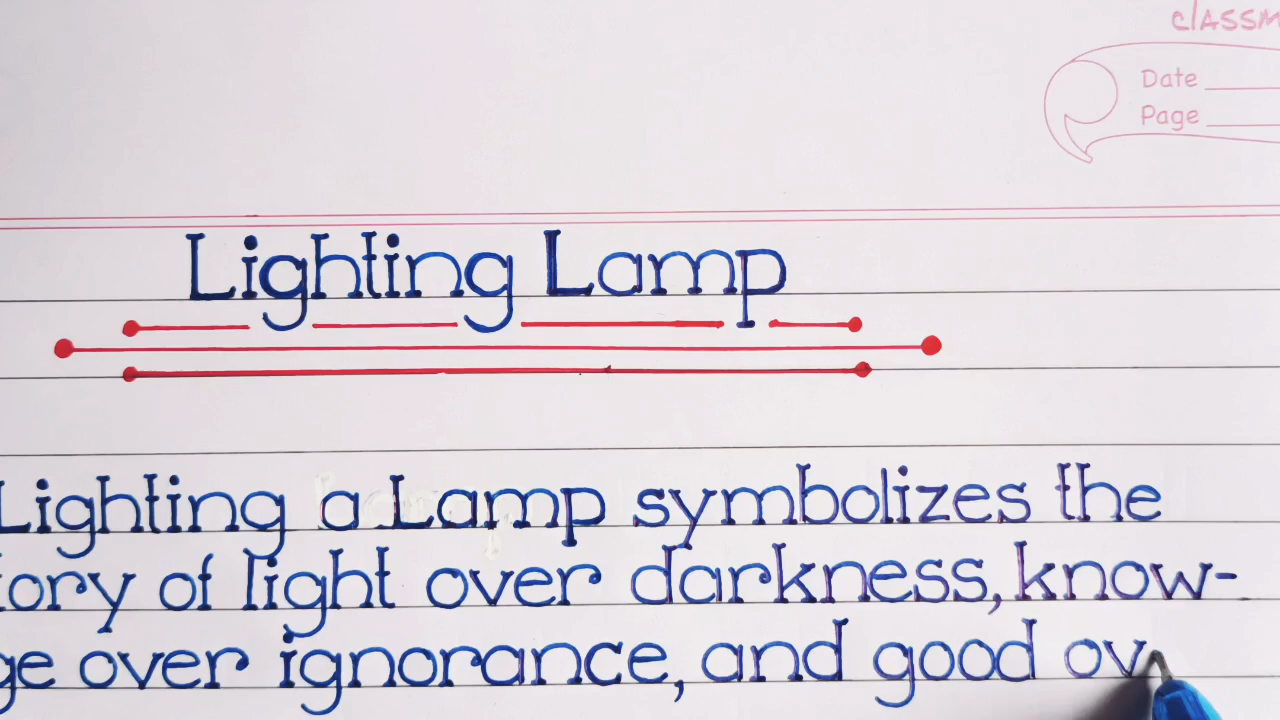 classm
Date
Page
Lighting Lamp
Lighting a Lamp symbolizes the
ory of light over darkness, know-
ge over ignorance, and good ov